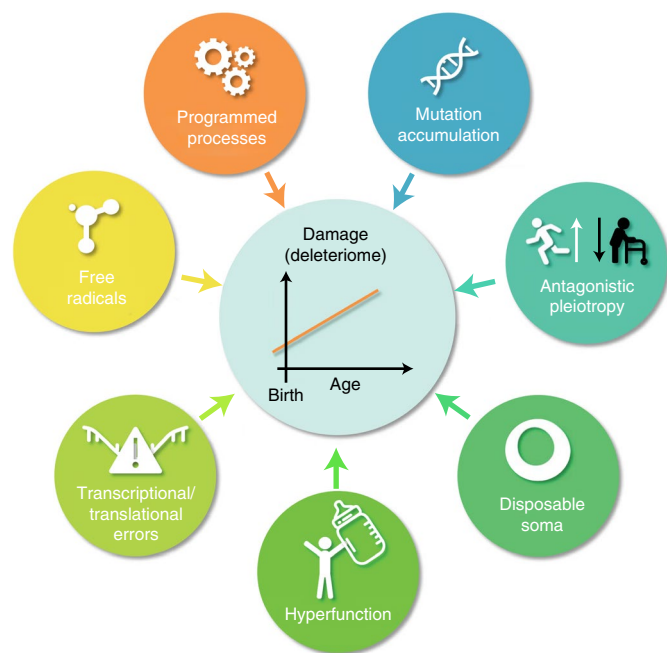 Programmed
processes
Mutation
accumulation
Free
radicals
Damage
(deleteriome)
Birth
Age
Antagonistic
pleiotropy
Transcriptional/
translational
errors
Disposable
soma
Hyperfunction